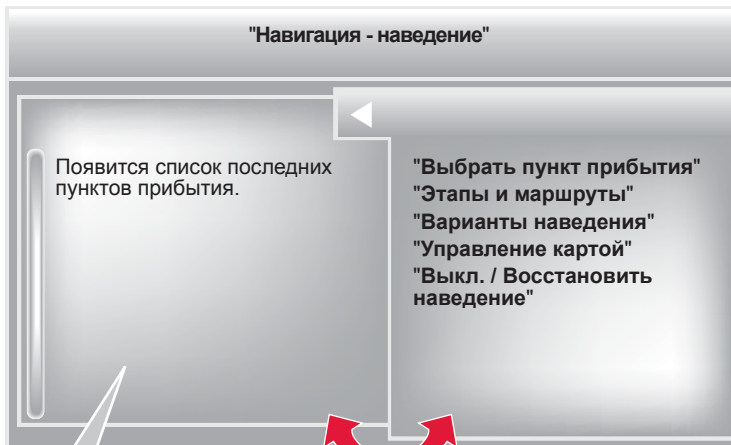 "Навигация - наведение"
Появится список последних
пунктов прибытия.
"Выбрать пункт прибытия"
"Этапы и маршруты"
"Варианты наведения"
"Управление картой"
"Выкл. / Восстановить
наведение"